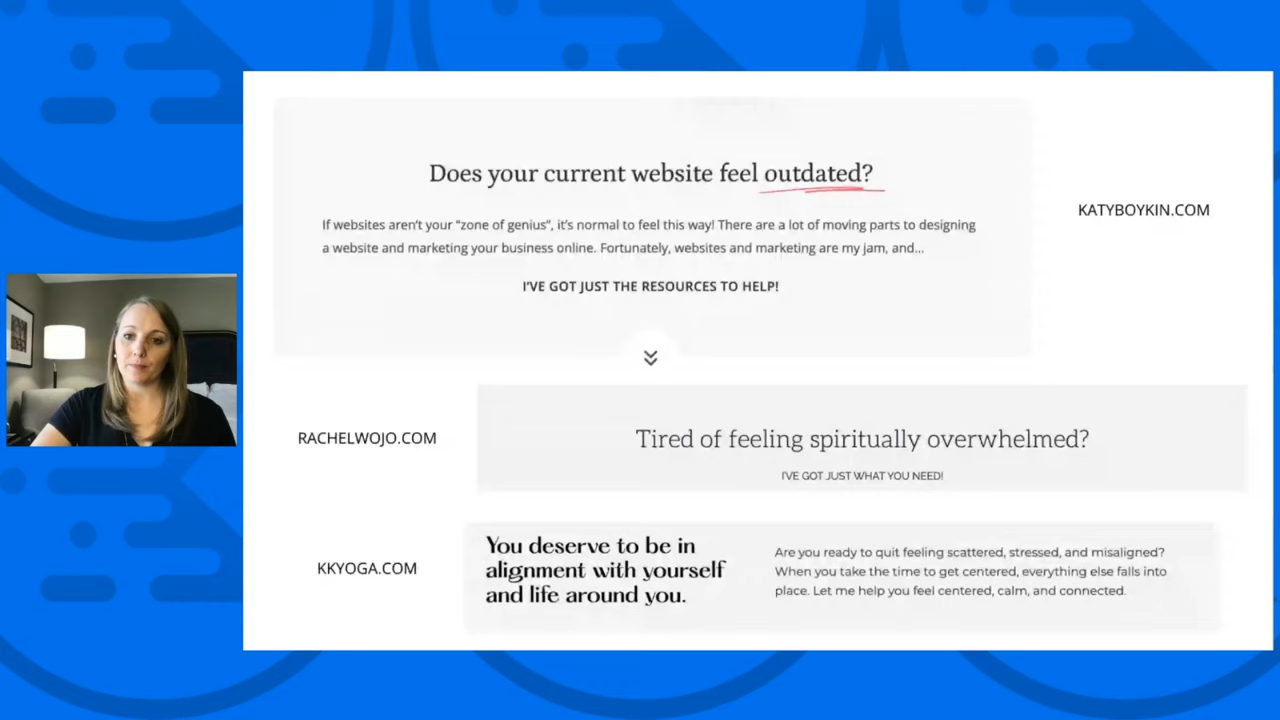 Does your current website feel outdated?
If websites aren't your “zone of genius”, it's normal to feel this way! There are a lot of moving parts to designing
a website and marketing your business online. Fortunately, websites and marketing are my jam, and...
I'VE GOT JUST THE RESOURCES TO HELP!
KATYBOYKIN.COM
RACHELWOJO.COM
Tired of feeling spiritually overwhelmed?
I'VE GOT JUST WHAT YOU NEED!
KKYOGA.COM
You deserve to be in
alignment with yourself
and life around you.
Are you ready to quit feeling scattered, stressed, and misaligned?
When you take the time to get centered, everything else falls into
place. Let me help you feel centered, calm, and connected.